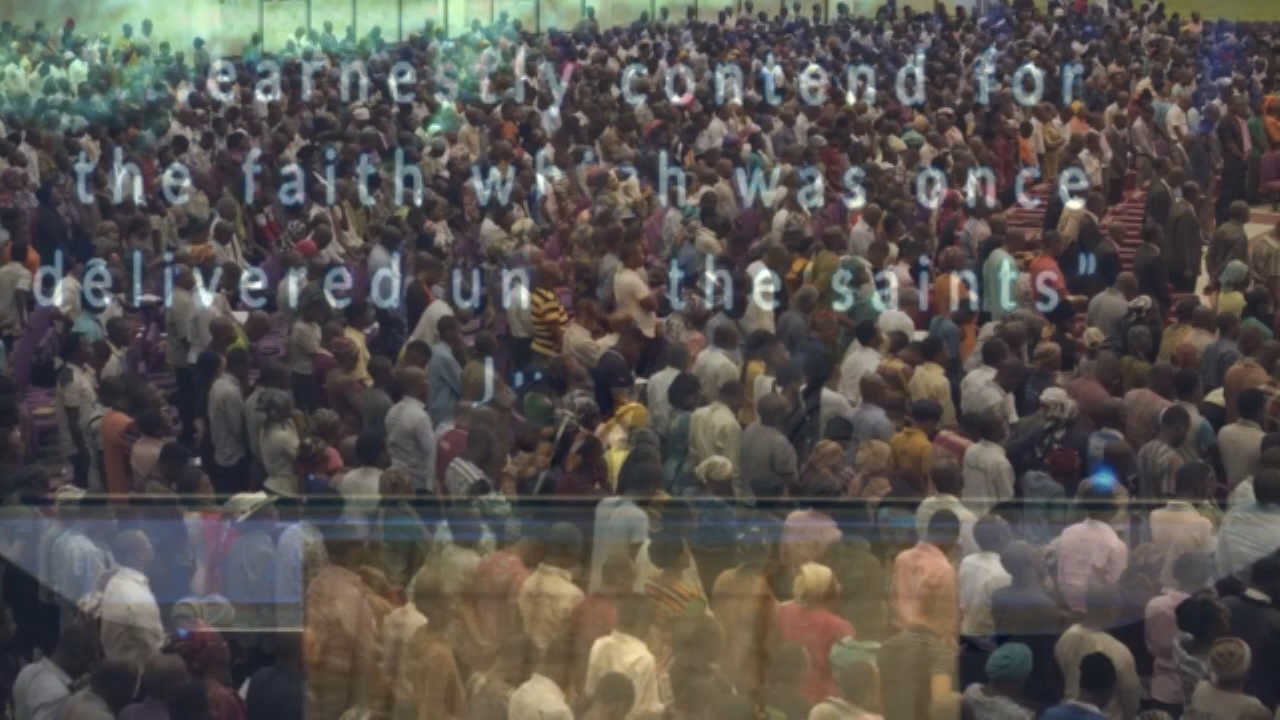 earnestly contend for
the faith which was once
delivered un the saints"
J